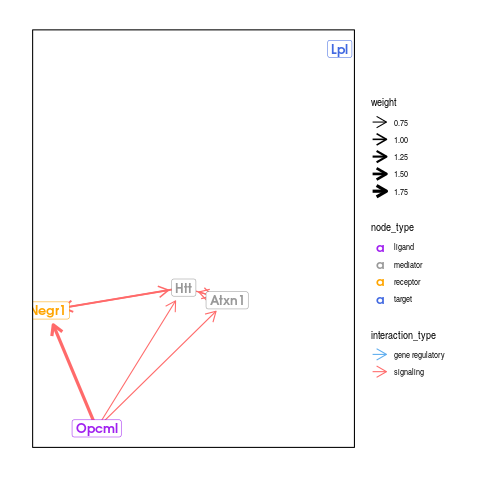 Lpl
Htt
Atxn1
Negr1
Opcml
weight
0.75
1.00
1.25
1.50
1.75
node_type
a ligand
a mediator
a receptor
a target
interaction_type
gene regulatory
signaling